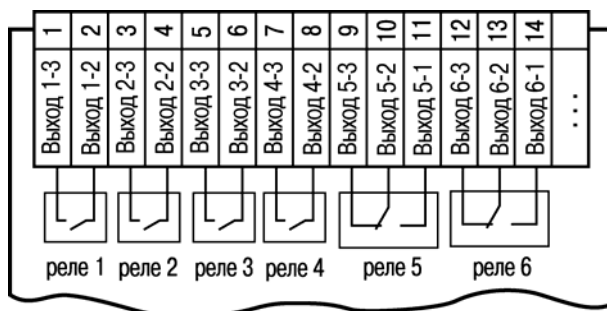 1 2 3 4 5 6 7 8 9 10 11 12 13 14
Выход 1-3 Выход 1-2 Выход 2-3 Выход 2-2 Выход 3-3 Выход 3-2 Выход 4-3 Выход 4-2 Выход 5-3 Выход 5-2 Выход 5-1 Выход 6-3 Выход 6-2 Выход 6-1 ...
реле 1 реле 2 реле 3 реле 4 реле 5 реле 6